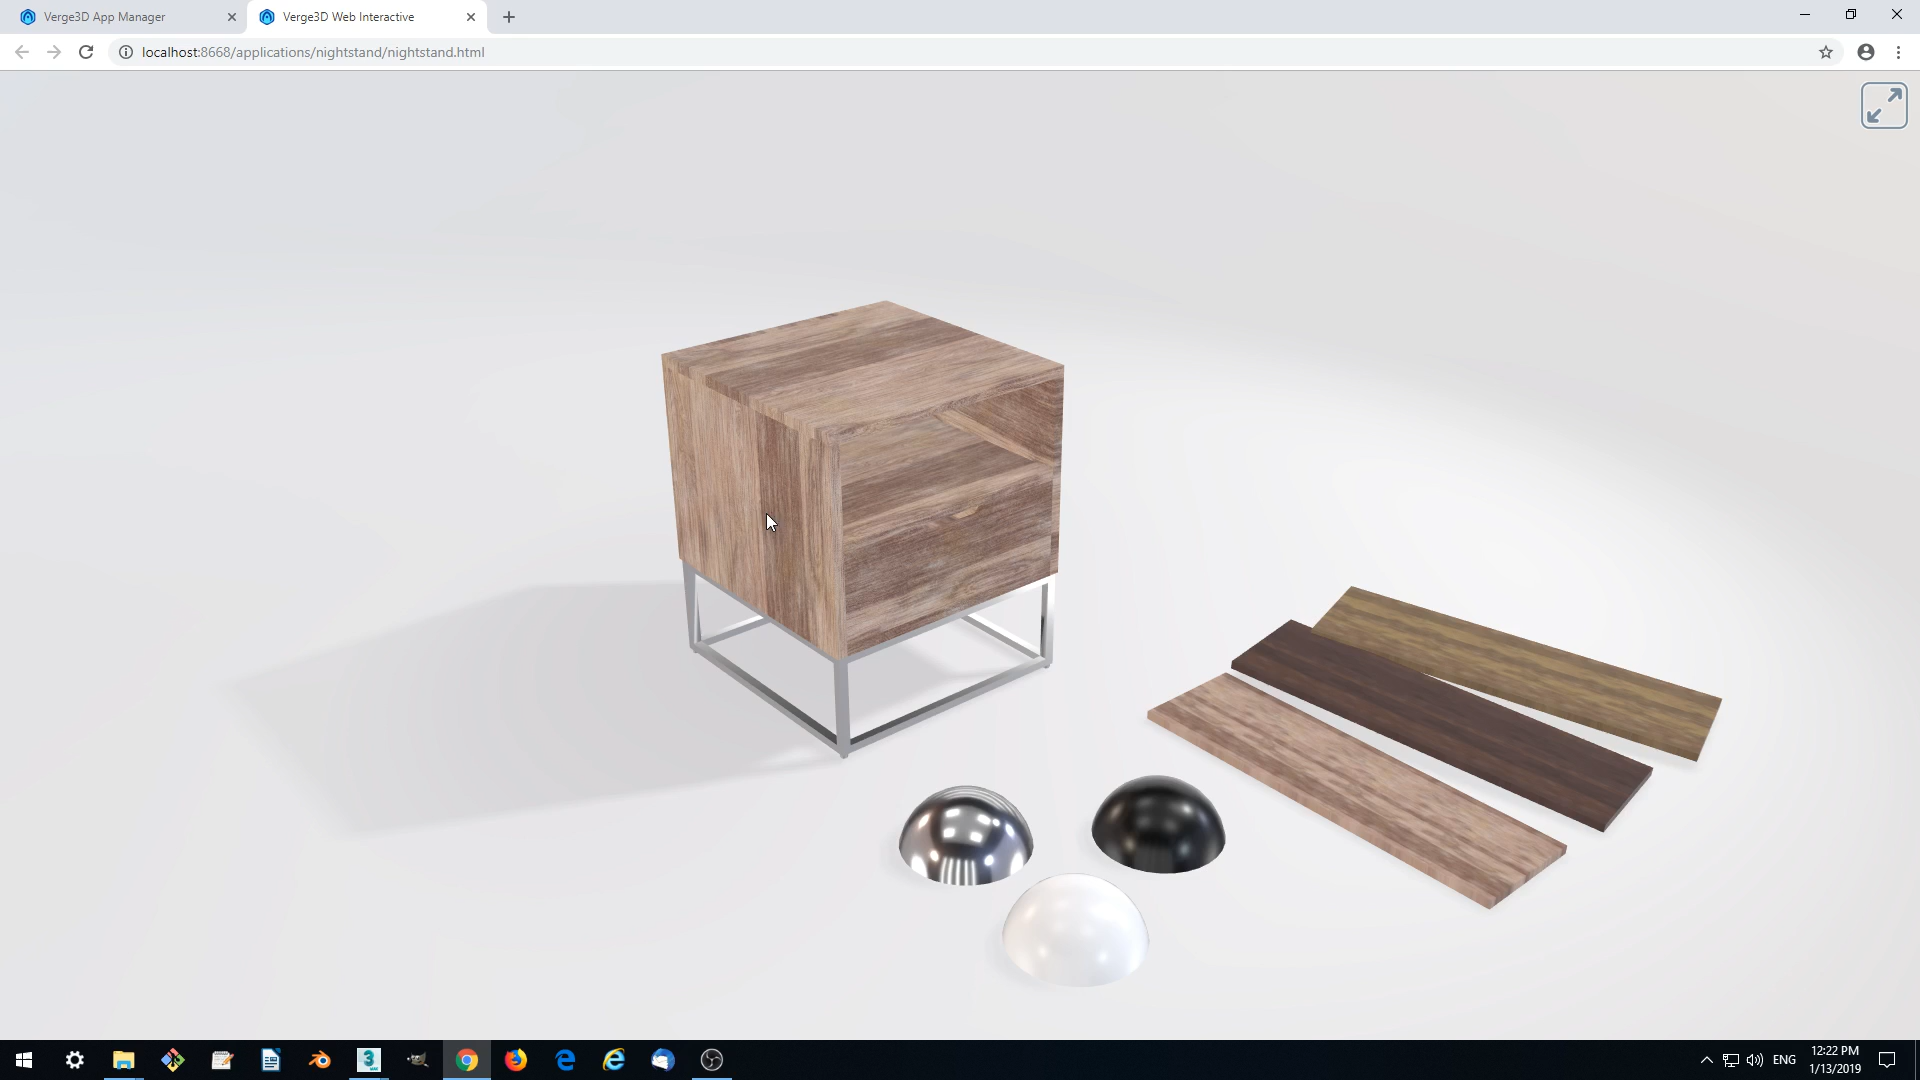 Verge3D App Manager
Verge3D Web Interactive
localhost:8668/applications/nightstand/nightstand.html
3
ENG
12:22 PM
1/13/2019